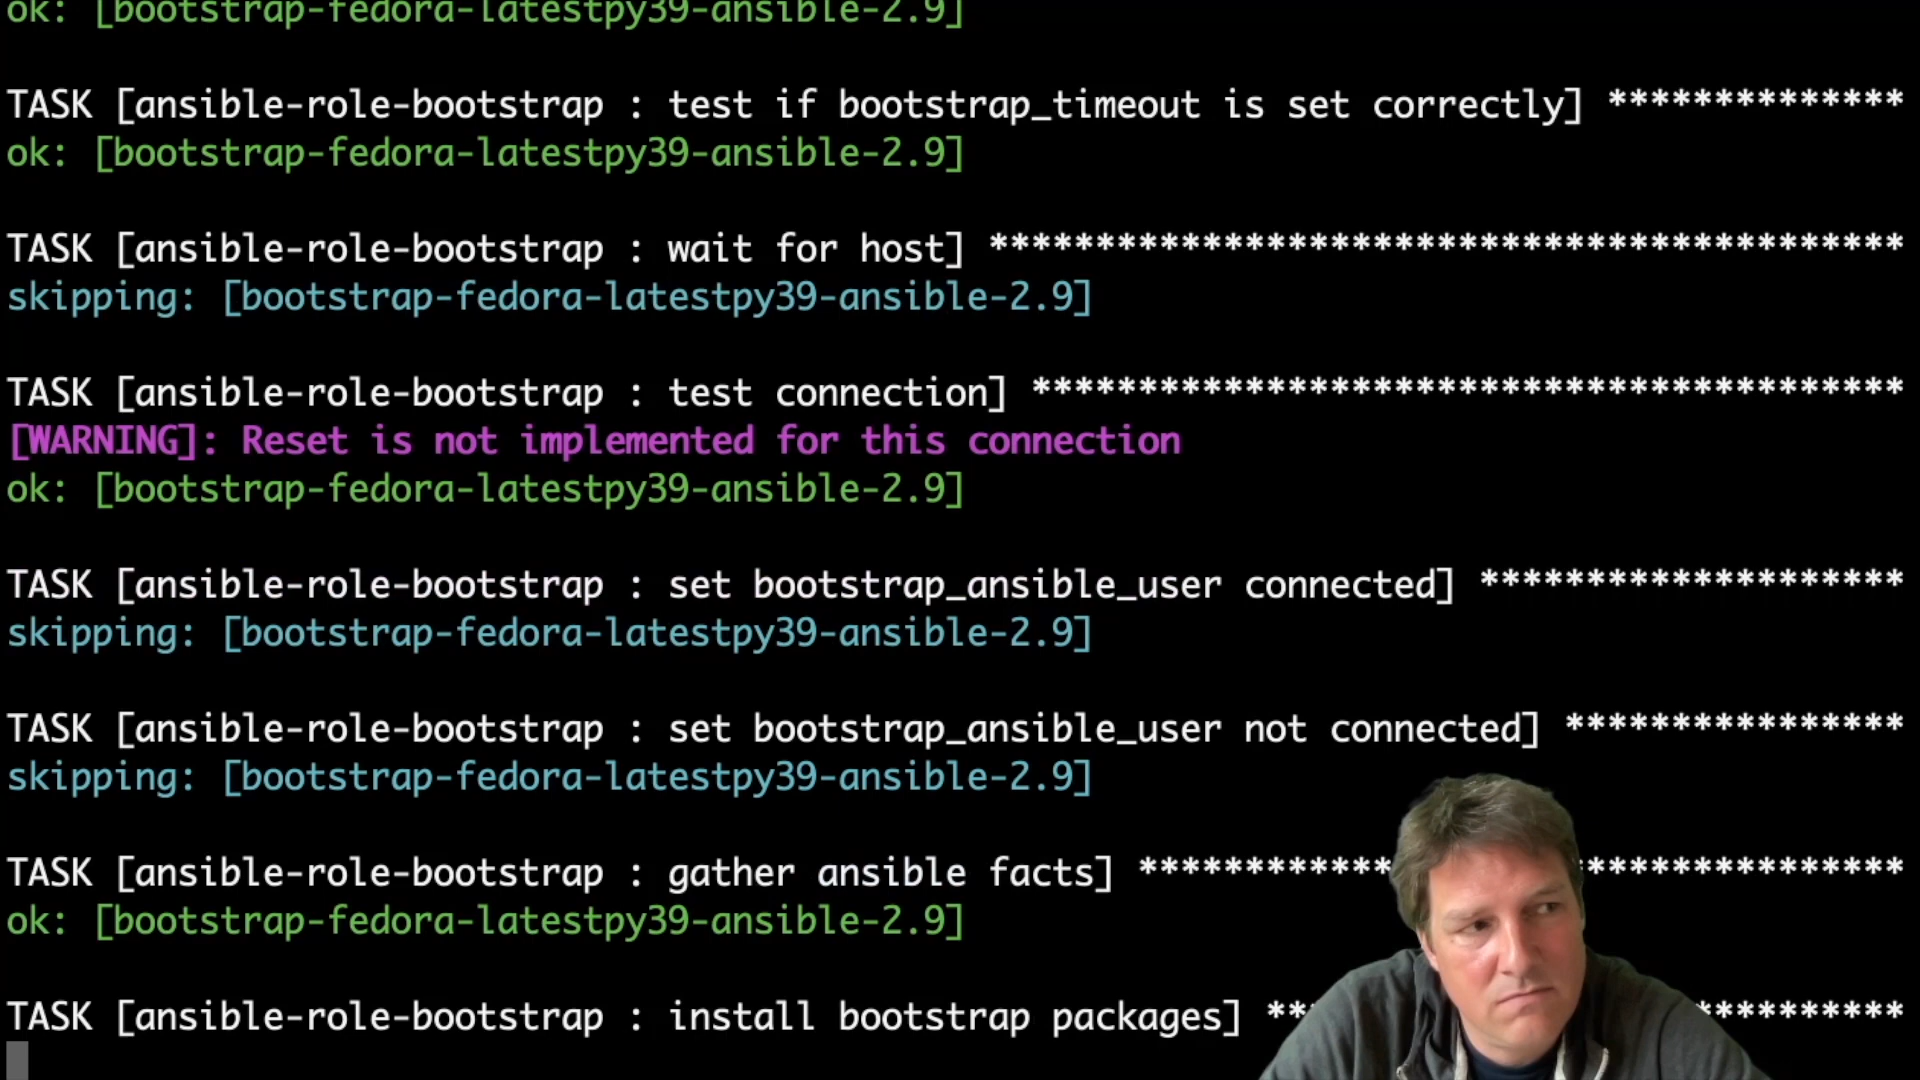 ok: [bootstrap-fedora-latestpy39-ansible-2.9]
TASK [ansible-role-bootstrap : test if bootstrap_timeout is set correctly] **************
ok: [bootstrap-fedora-latestpy39-ansible-2.9]
TASK [ansible-role-bootstrap : wait for host] *******************************************
skipping: [bootstrap-fedora-latestpy39-ansible-2.9]
TASK [ansible-role-bootstrap : test connection] *****************************************
[WARNING]: Reset is not implemented for this connection
ok: [bootstrap-fedora-latestpy39-ansible-2.9]
TASK [ansible-role-bootstrap : set bootstrap_ansible_user connected] ********************
skipping: [bootstrap-fedora-latestpy39-ansible-2.9]
TASK [ansible-role-bootstrap : set bootstrap_ansible_user not connected] ****************
skipping: [bootstrap-fedora-latestpy39-ansible-2.9]
TASK [ansible-role-bootstrap : gather ansible facts] ************ ***************
ok: [bootstrap-fedora-latestpy39-ansible-2.9]
TASK [ansible-role-bootstrap : install bootstrap packages] ** **********